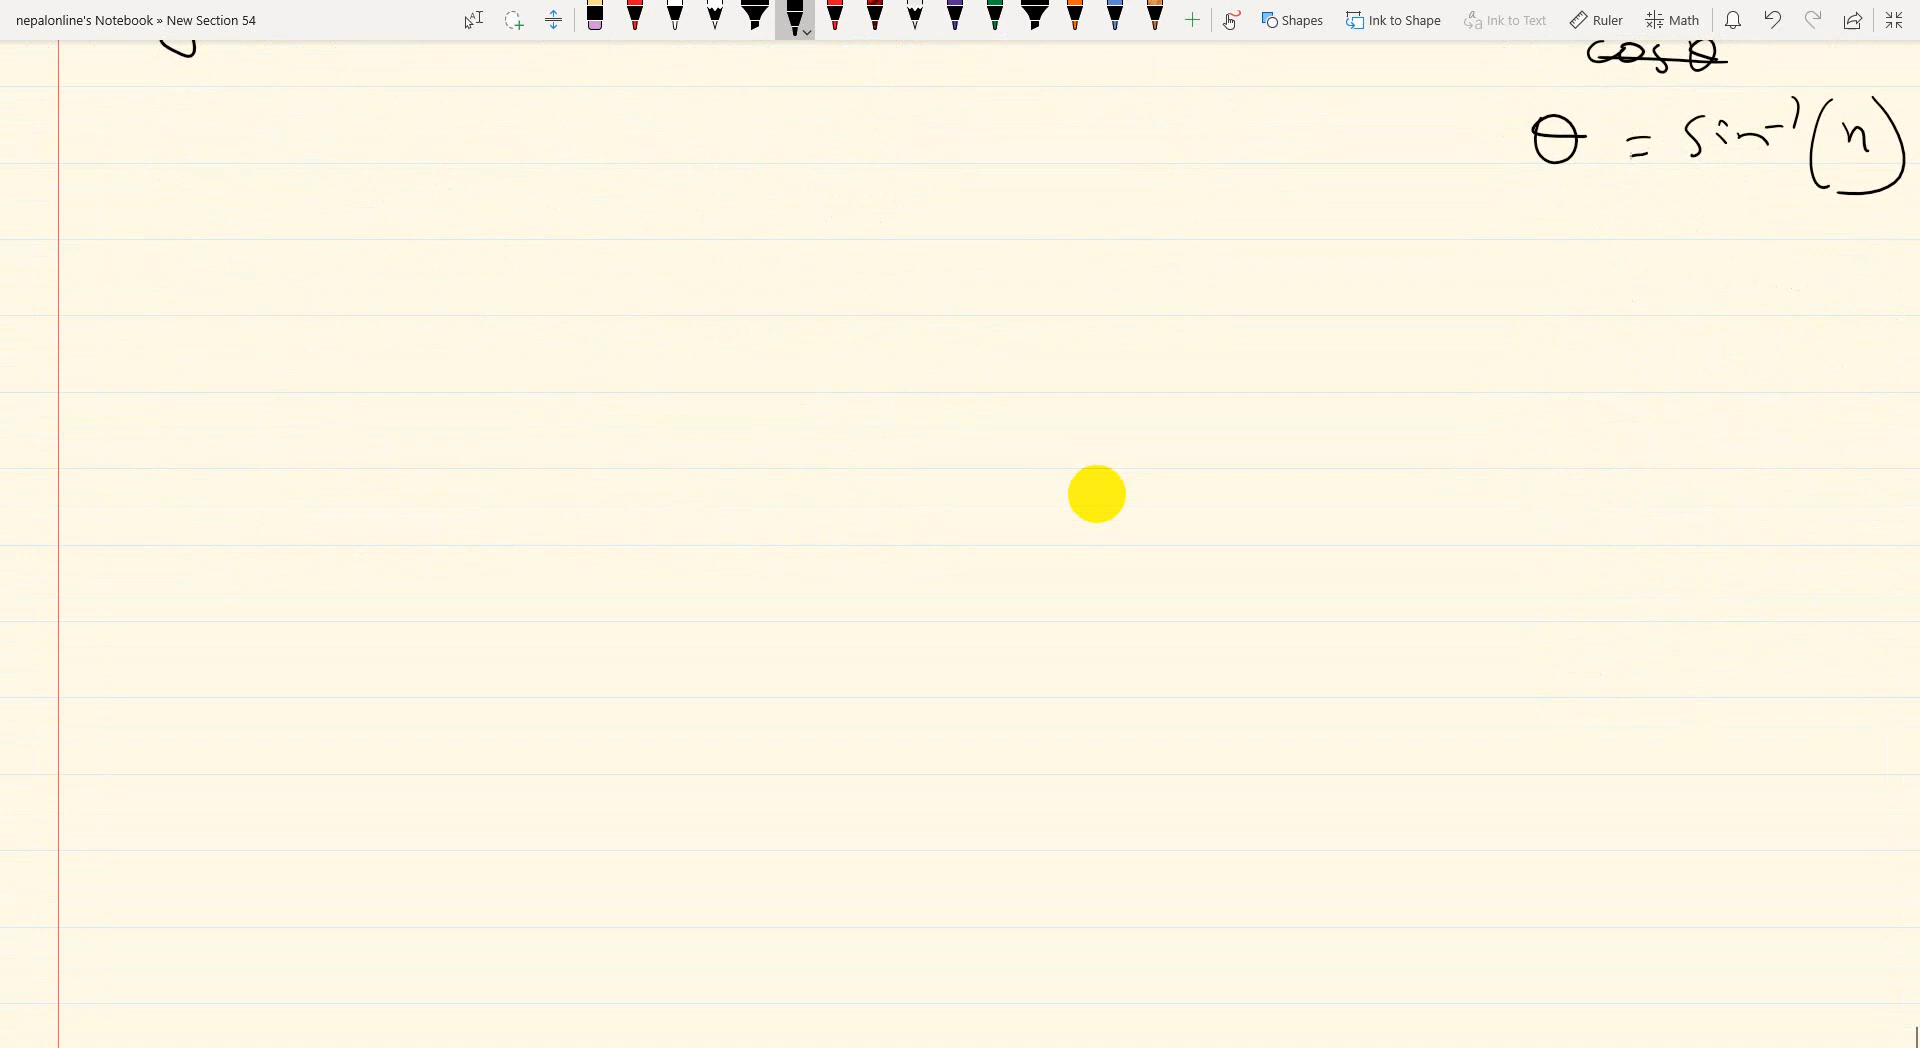 nepalonline's Notebook » New Section 54
Shapes
Ink to Shape
Ink to Text
Ruler
Math
cos θ
θ = sin⁻¹(n)